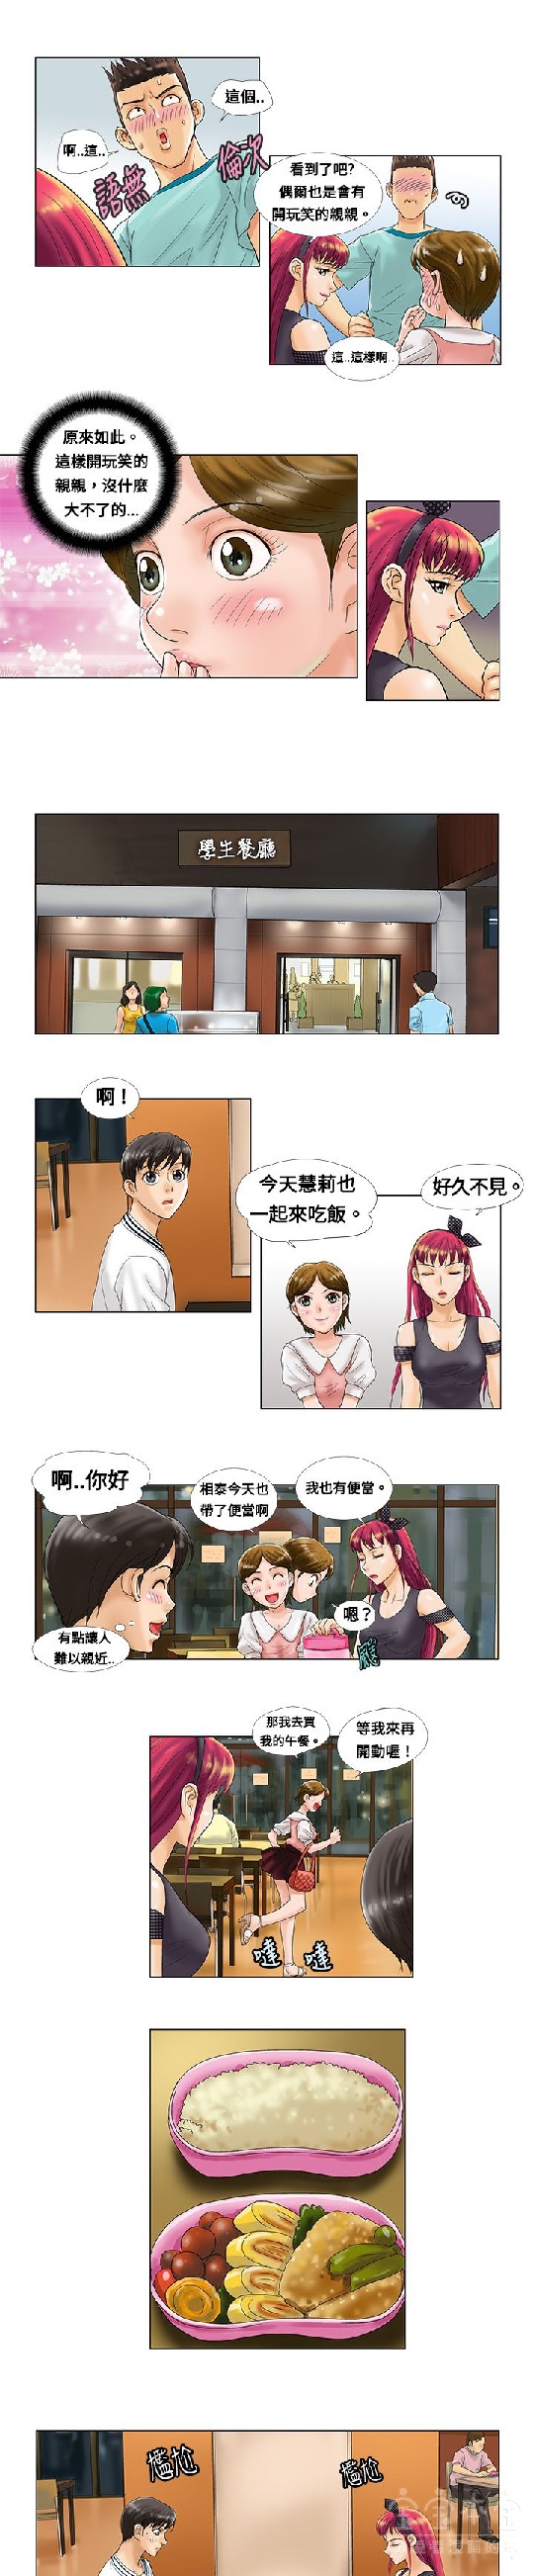 這個..
啊..這..
語無
倫次
看到了吧?
偶爾也是會有
開玩笑的親親。
這..這樣啊..
原來如此。
這樣開玩笑的
親親，沒什麼
大不了的...
學生餐廳
啊！
今天慧莉也
一起來吃飯。
好久不見。
啊..你好
相泰今天也
帶了便當啊
我也有便當。
嗯？
有點讓人
難以親近..
那我去買
我的午餐。
等我來再
開動喔！
噠 噠
尷尬
尷尬